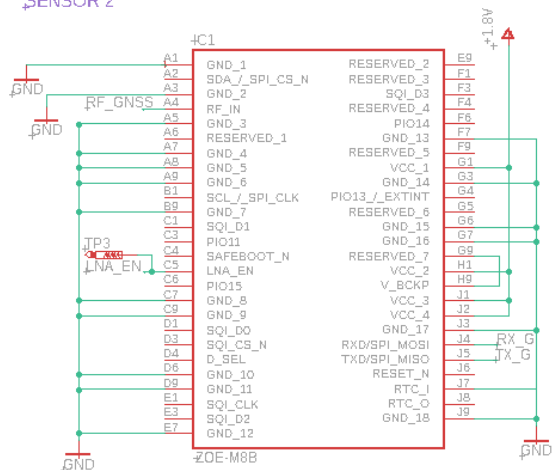 SENSOR 2
IC1
+1.8V
A1 GND_1 RESERVED_2 E9
A2 SDA_/_SPI_CS_N RESERVED_3 F1
A3 GND_2 SQI_D3 F3
GND
RF_GNSS A4 RF_IN RESERVED_4 F4
A5 GND_3 PIO14 F6
GND
A6 RESERVED_1 GND_13 F7
A7 GND_4 RESERVED_5 F9
A8 GND_5 VCC_1 G1
A9 GND_6 GND_14 G3
B1 SCL_/_SPI_CLK PIO13_/_EXTINT G4
B9 GND_7 RESERVED_6 G5
C1 SQI_D1 GND_15 G6
C3 PIO11 GND_16 G7
TP3
C4 SAFEBOOT_N RESERVED_7 G9
LNA_EN C5 LNA_EN VCC_2 H1
C6 PIO15 V_BCKP H9
C7 GND_8 VCC_3 J1
C9 GND_9 VCC_4 J2
D1 SQI_D0 GND_17 J3
D3 SQI_CS_N RXD/SPI_MOSI J4 RX_G
D4 D_SEL TXD/SPI_MISO J5 TX_G
D6 GND_10 RESET_N J6
D9 GND_11 RTC_I J7
E1 SQI_CLK RTC_O J8
E3 SQI_D2 GND_18 J9
E7 GND_12
GND
ZOE-M8B
GND